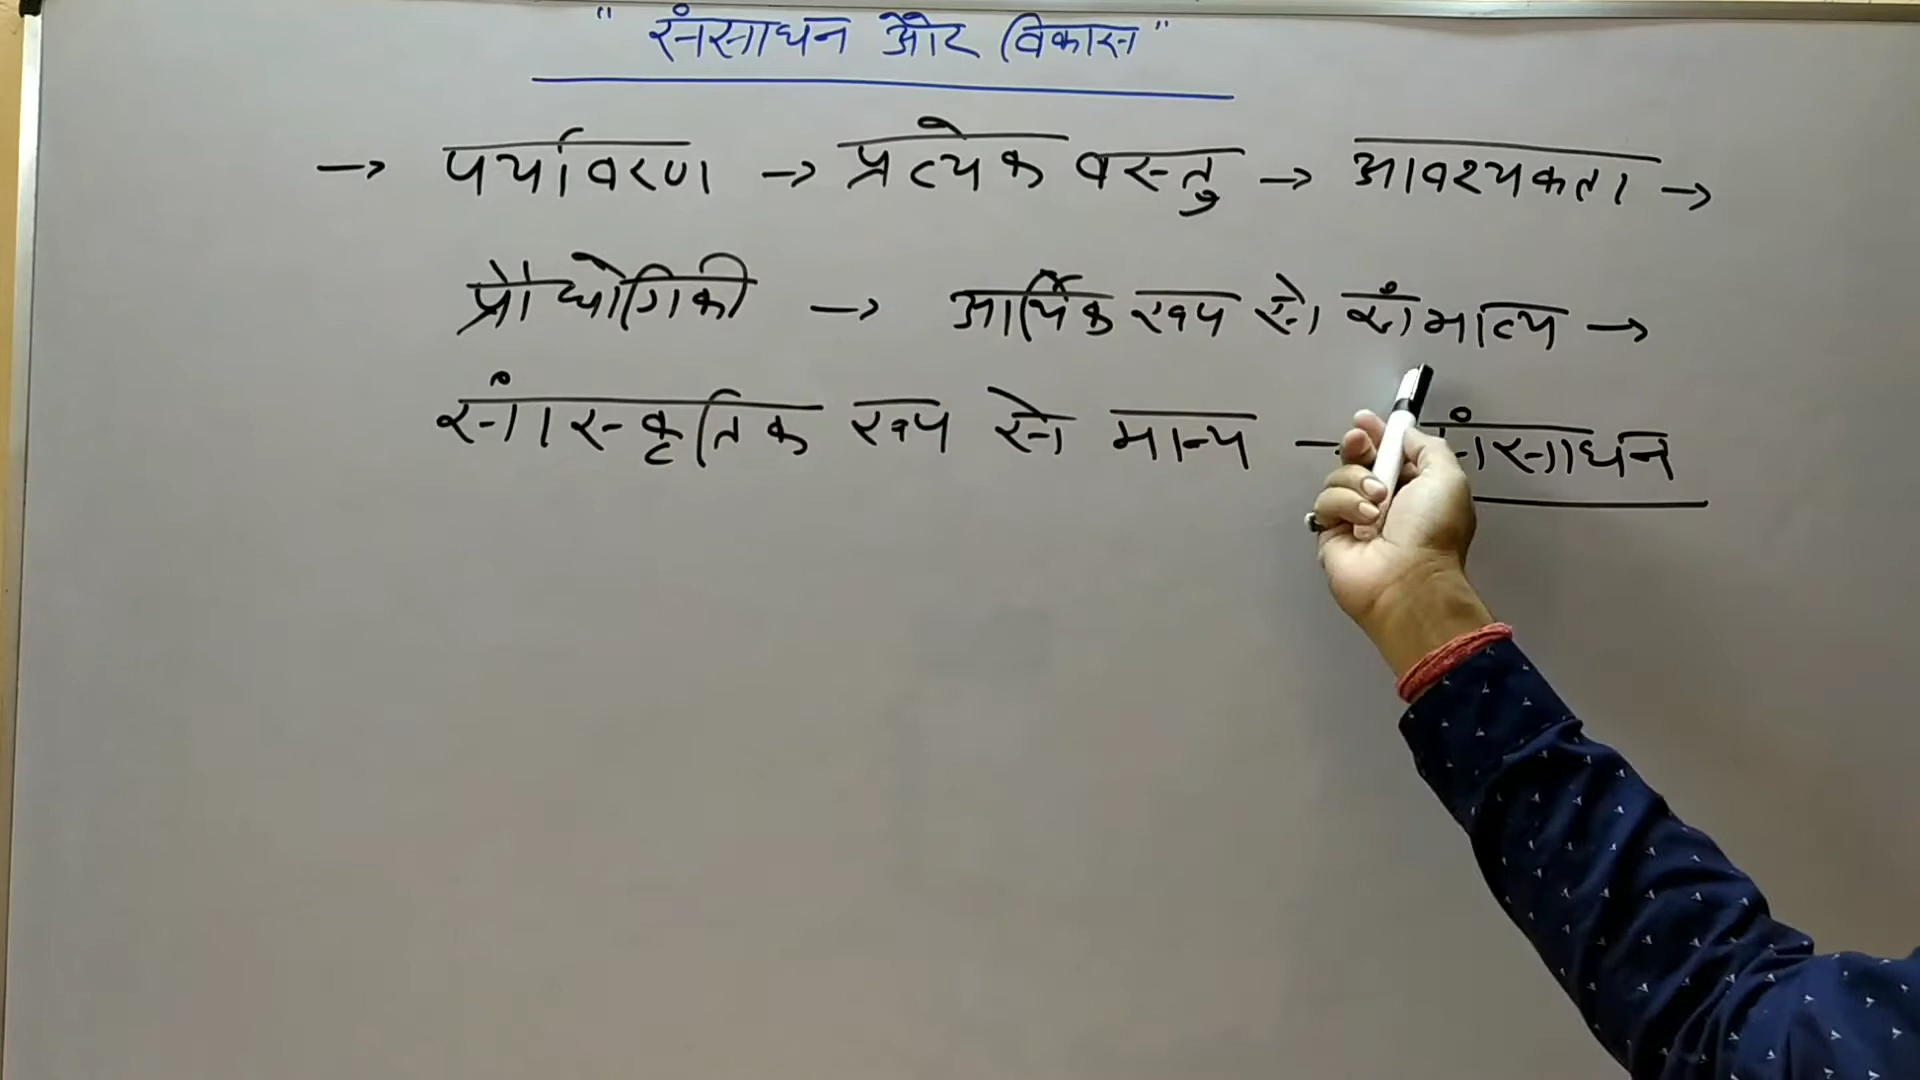 " संसाधन और विकास "
→ पर्यावरण → प्रत्येक वस्तु → आवश्यकता →
प्रौद्योगिकी → आर्थिक रूप से संभाव्य →
सांस्कृतिक रूप से मान्य → संसाधन